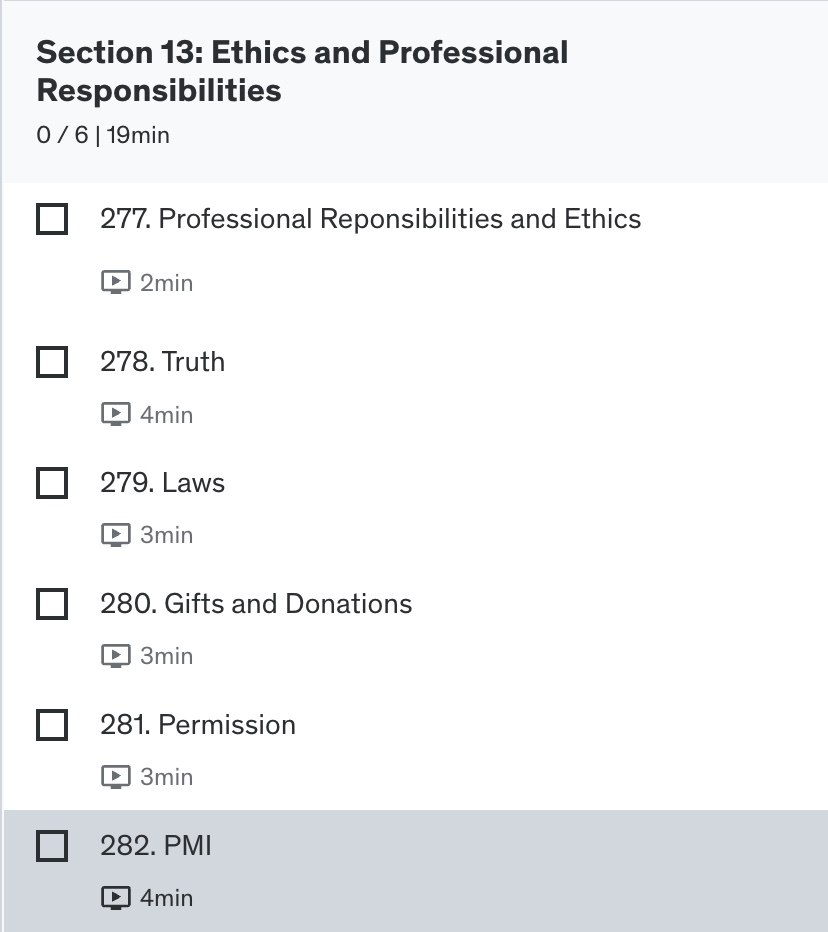 Section 13: Ethics and Professional
Responsibilities
0 / 6 | 19min
277. Professional Reponsibilities and Ethics
2min
278. Truth
4min
279. Laws
3min
280. Gifts and Donations
3min
281. Permission
3min
282. PMI
4min